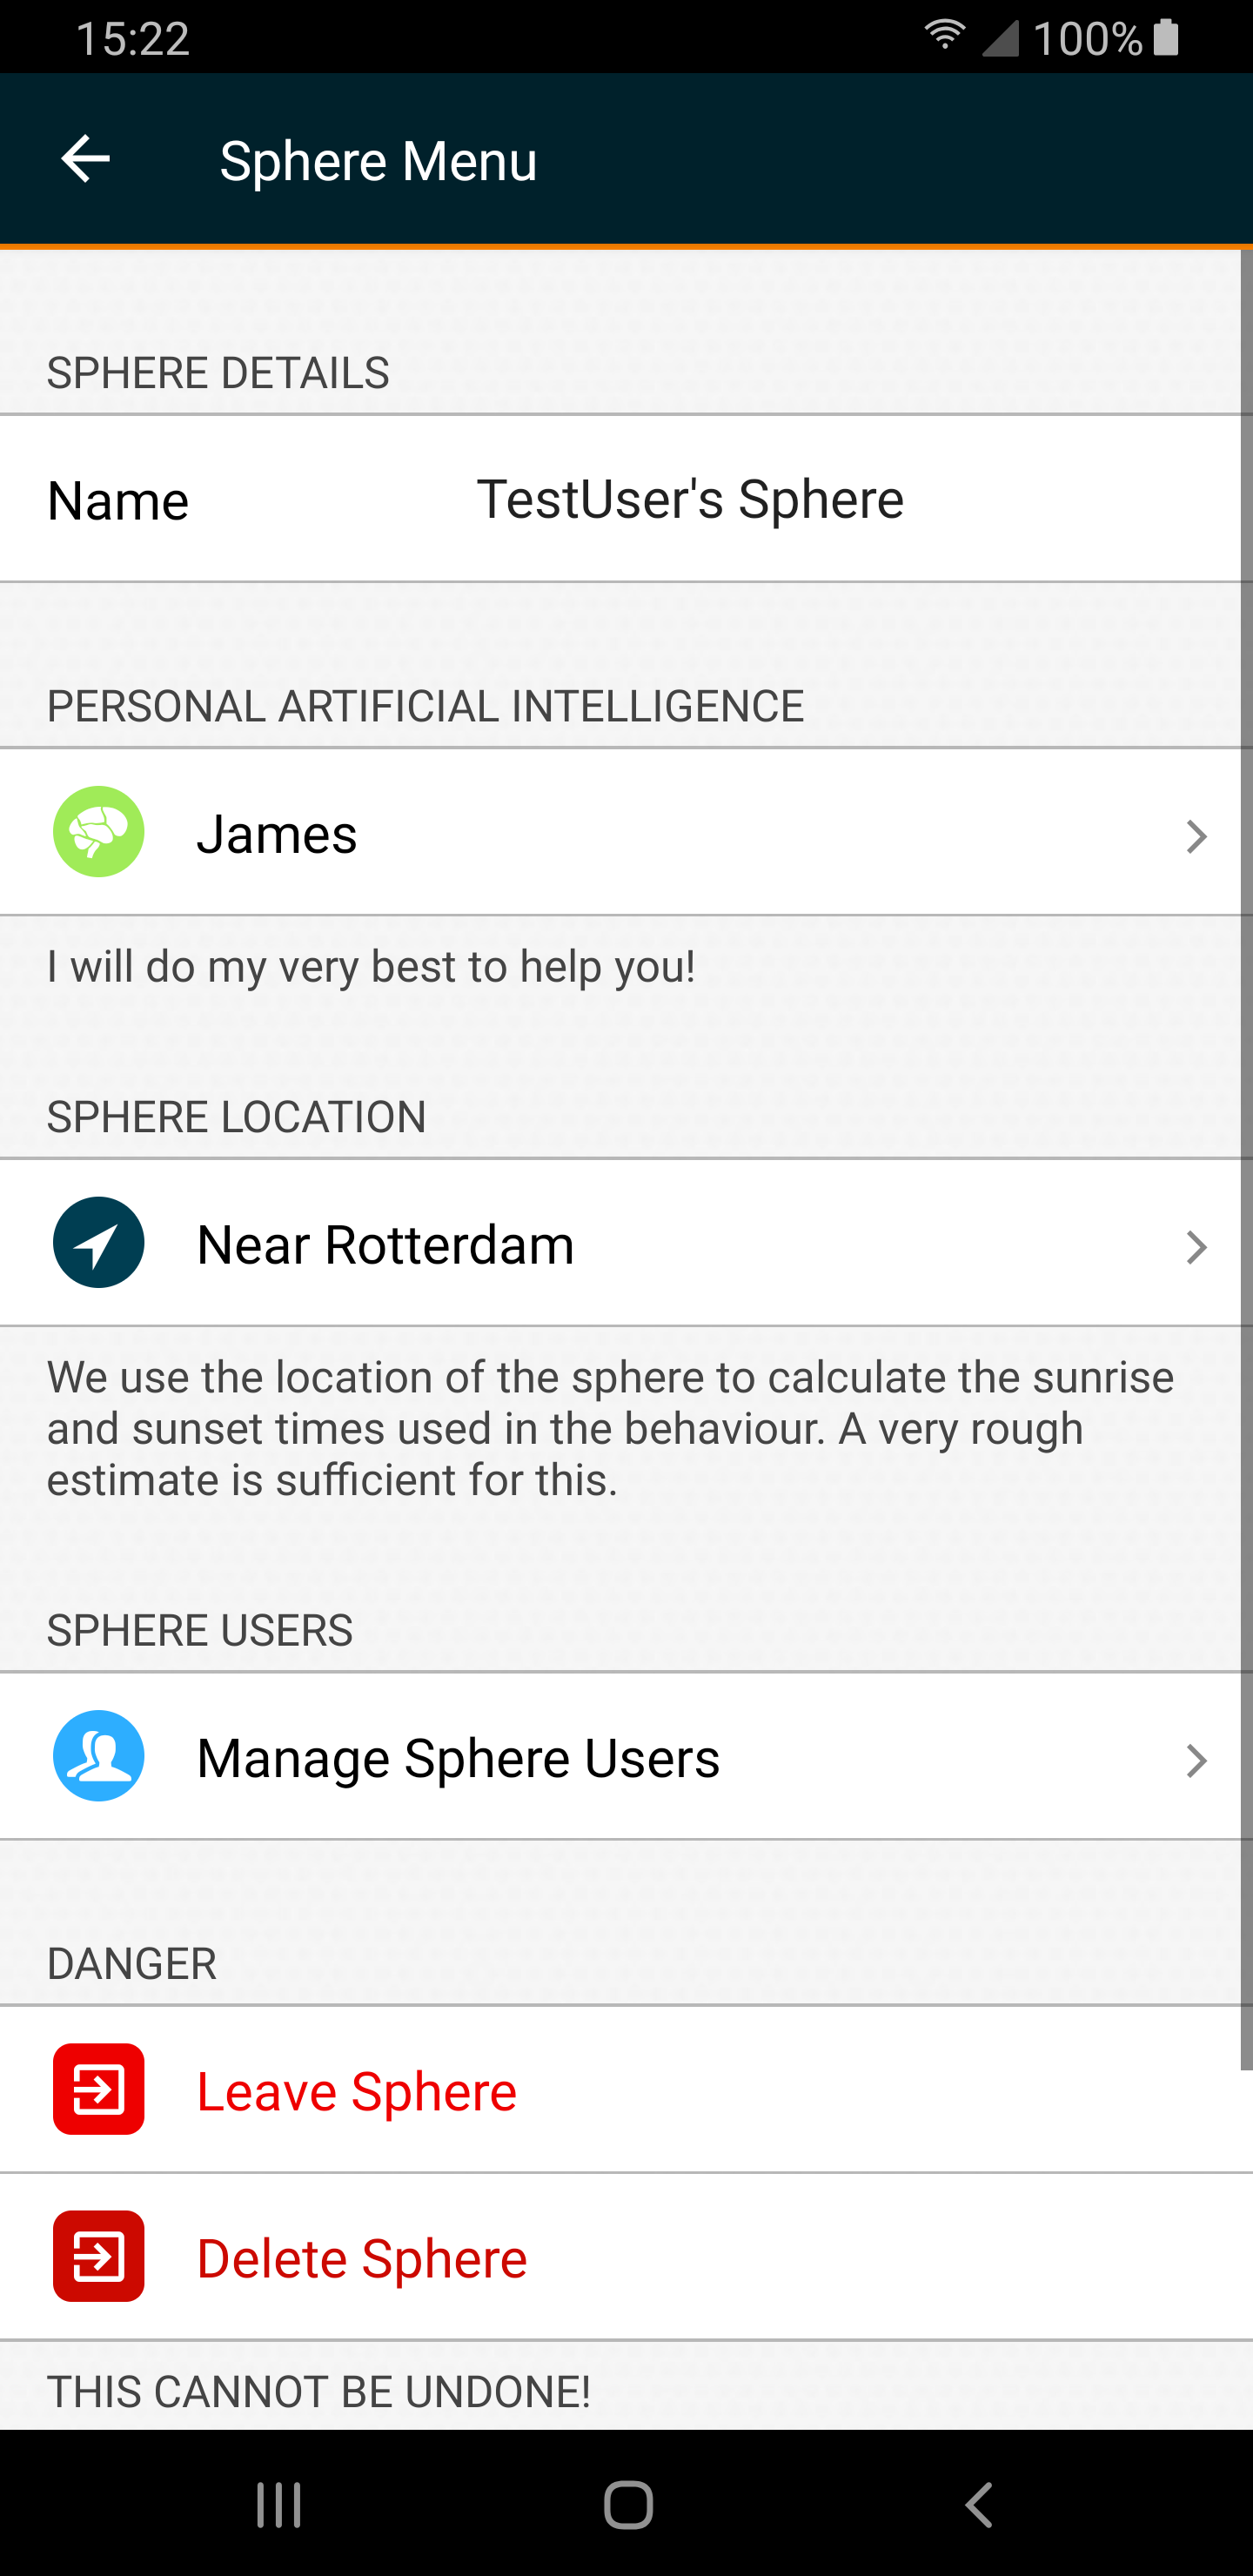 15:22
100%
Sphere Menu
SPHERE DETAILS
Name TestUser's Sphere
PERSONAL ARTIFICIAL INTELLIGENCE
James
I will do my very best to help you!
SPHERE LOCATION
Near Rotterdam
We use the location of the sphere to calculate the sunrise
and sunset times used in the behaviour. A very rough
estimate is sufficient for this.
SPHERE USERS
Manage Sphere Users
DANGER
Leave Sphere
Delete Sphere
THIS CANNOT BE UNDONE!